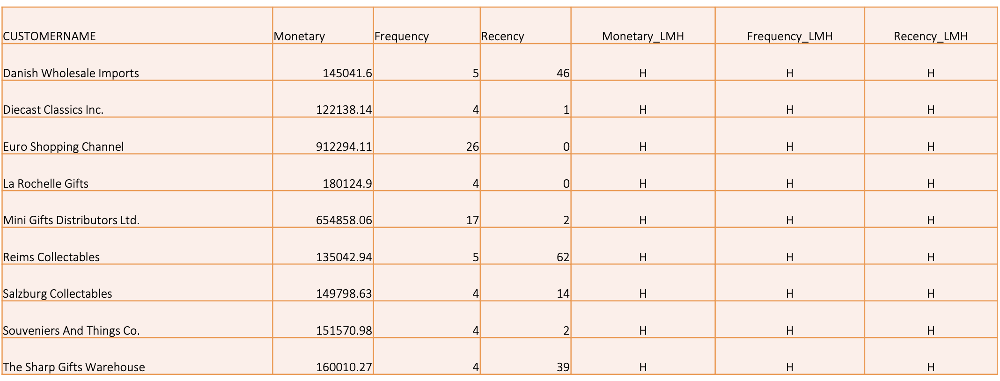 CUSTOMERNAME Monetary Frequency Recency Monetary_LMH Frequency_LMH Recency_LMH
Danish Wholesale Imports 145041.6 5 46 H H H
Diecast Classics Inc. 122138.14 4 1 H H H
Euro Shopping Channel 912294.11 26 0 H H H
La Rochelle Gifts 180124.9 4 0 H H H
Mini Gifts Distributors Ltd. 654858.06 17 2 H H H
Reims Collectables 135042.94 5 62 H H H
Salzburg Collectables 149798.63 4 14 H H H
Souveniers And Things Co. 151570.98 4 2 H H H
The Sharp Gifts Warehouse 160010.27 4 39 H H H